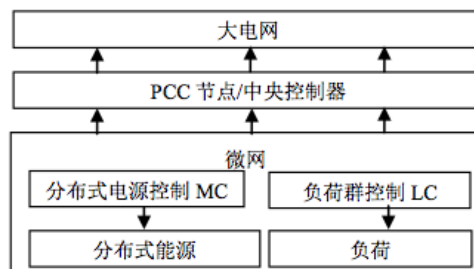 大电网
PCC 节点/中央控制器
微网
分布式电源控制 MC
负荷群控制 LC
分布式能源
负荷